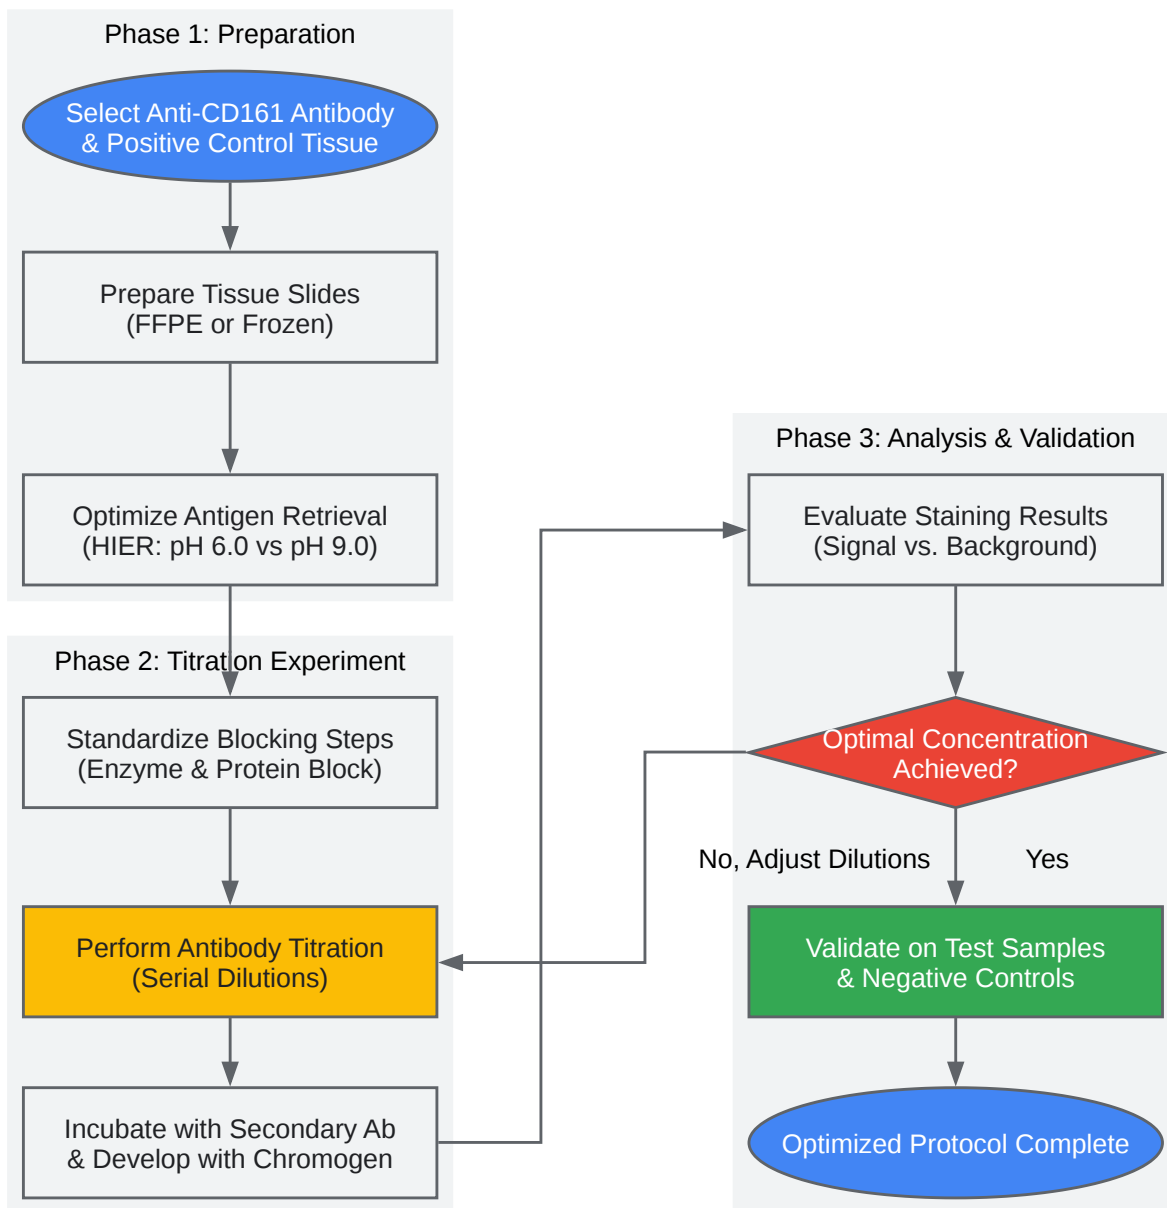 Phase 1: Preparation
Select Anti-CD161 Antibody
& Positive Control Tissue
Prepare Tissue Slides
(FFPE or Frozen)
Optimize Antigen Retrieval
(HIER: pH 6.0 vs pH 9.0)
Phase 2: Titration Experiment
Standardize Blocking Steps
(Enzyme & Protein Block)
Perform Antibody Titration
(Serial Dilutions)
Incubate with Secondary Ab
& Develop with Chromogen
Phase 3: Analysis & Validation
Evaluate Staining Results
(Signal vs. Background)
Optimal Concentration
Achieved?
No, Adjust Dilutions
Yes
Validate on Test Samples
& Negative Controls
Optimized Protocol Complete